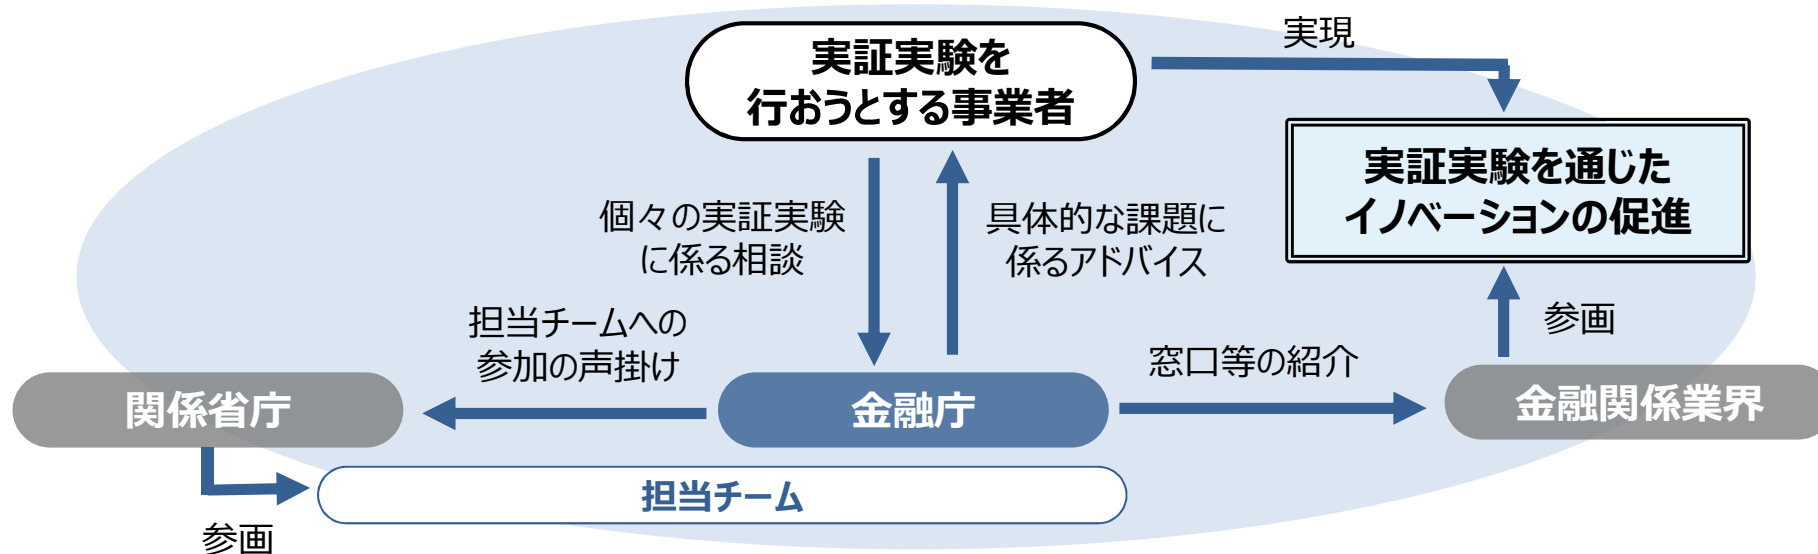 実現
実証実験を
行おうとする事業者
実証実験を通じた
イノベーションの促進
個々の実証実験
に係る相談
具体的な課題に
係るアドバイス
担当チームへの
参加の声掛け
窓口等の紹介
参画
関係省庁
金融庁
金融関係業界
担当チーム
参画